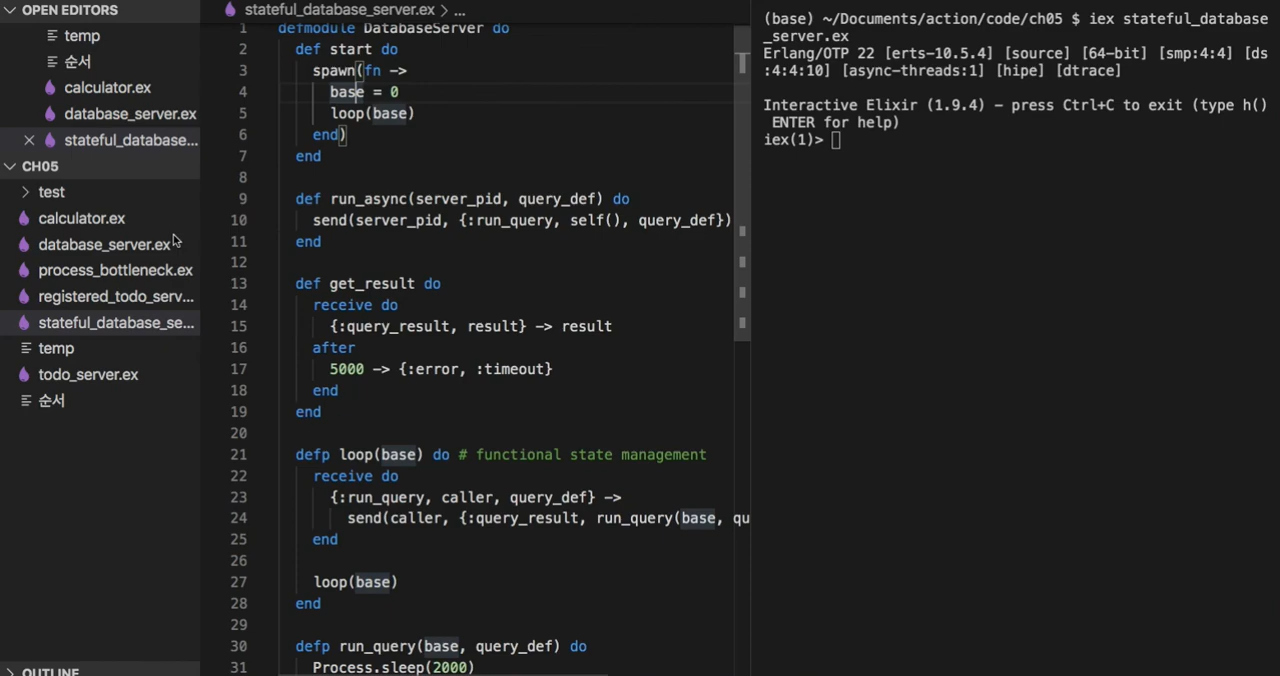 OPEN EDITORS
temp
순서
calculator.ex
database_server.ex
stateful_database...
CH05
test
calculator.ex
database_server.ex
process_bottleneck.ex
registered_todo_serv...
stateful_database_se...
temp
todo_server.ex
순서
OUTLINE
stateful_database_server.ex > ...
1 defmodule DatabaseServer do
2 def start do
3 spawn(fn ->
4 base = 0
5 loop(base)
6 end)
7 end
8
9 def run_async(server_pid, query_def) do
10 send(server_pid, {:run_query, self(), query_def})
11 end
12
13 def get_result do
14 receive do
15 {:query_result, result} -> result
16 after
17 5000 -> {:error, :timeout}
18 end
19 end
20
21 defp loop(base) do # functional state management
22 receive do
23 {:run_query, caller, query_def} ->
24 send(caller, {:query_result, run_query(base, qu
25 end
26
27 loop(base)
28 end
29
30 defp run_query(base, query_def) do
31 Process.sleep(2000)
(base) ~/Documents/action/code/ch05 $ iex stateful_database
_server.ex
Erlang/OTP 22 [erts-10.5.4] [source] [64-bit] [smp:4:4] [ds
:4:4:10] [async-threads:1] [hipe] [dtrace]
Interactive Elixir (1.9.4) - press Ctrl+C to exit (type h()
ENTER for help)
iex(1)>